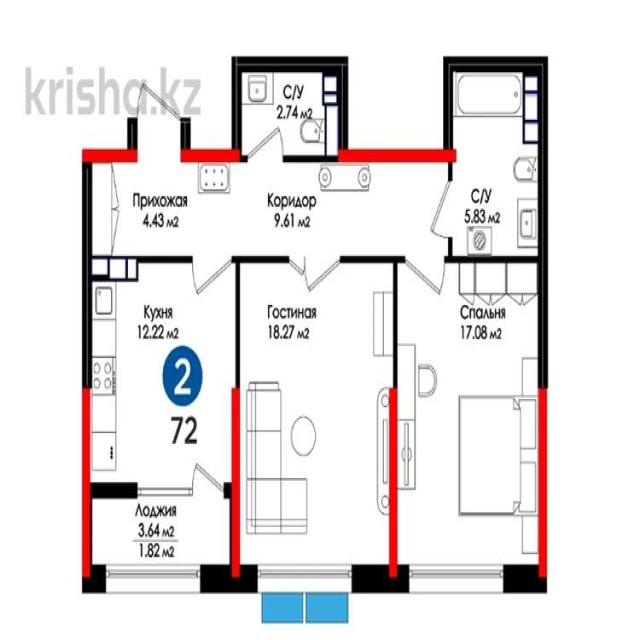 krisha.kz
С/У
2.74 м2
Прихожая
4.43 м2
Коридор
9.61 м2
С/У
5.83 м2
Кухня
12.22 м2
Гостиная
18.27 м2
Спальня
17.08 м2
2
72
Лоджия
3.64 м2
1.82 м2